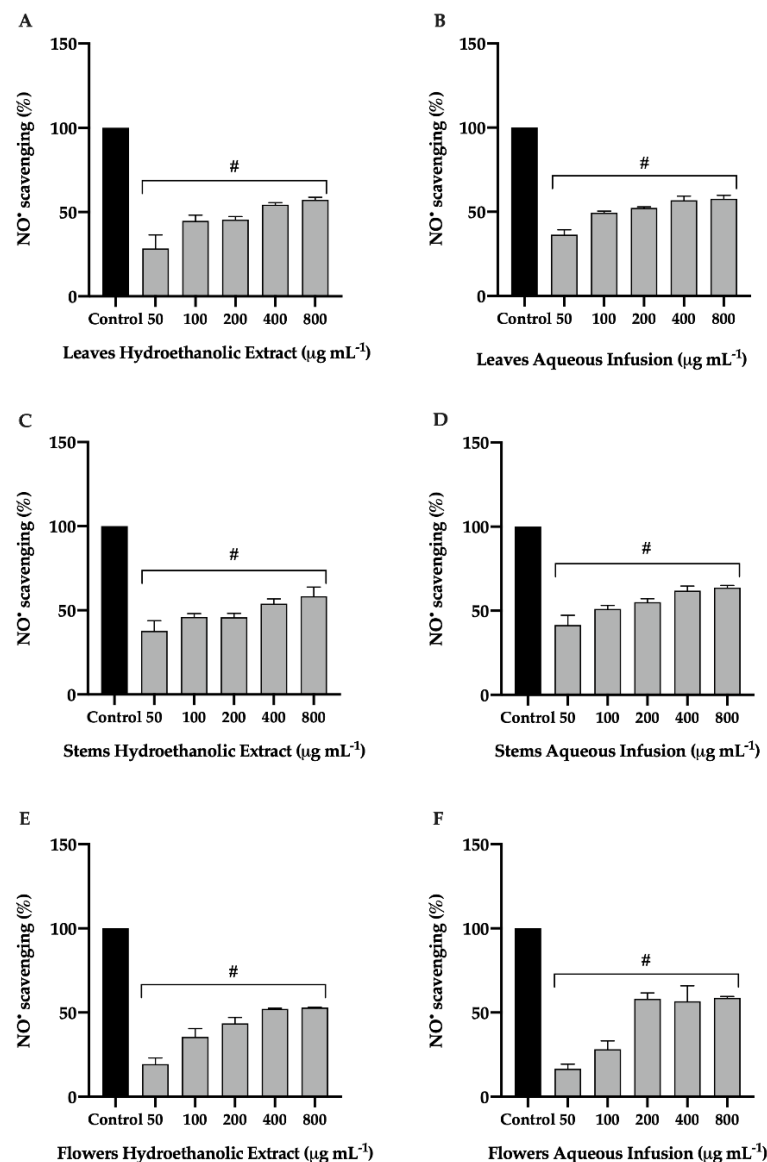 A
NO• scavenging (%)
150
100
50
0
#
Control 50 100 200 400 800
Leaves Hydroethanolic Extract (μg mL⁻¹)
B
NO• scavenging (%)
150
100
50
0
#
Control 50 100 200 400 800
Leaves Aqueous Infusion (μg mL⁻¹)
C
NO• scavenging (%)
150
100
50
0
#
Control 50 100 200 400 800
Stems Hydroethanolic Extract (μg mL⁻¹)
D
NO• scavenging (%)
150
100
50
0
#
Control 50 100 200 400 800
Stems Aqueous Infusion (μg mL⁻¹)
E
NO• scavenging (%)
150
100
50
0
#
Control 50 100 200 400 800
Flowers Hydroethanolic Extract (μg mL⁻¹)
F
NO• scavenging (%)
150
100
50
0
#
Control 50 100 200 400 800
Flowers Aqueous Infusion (μg mL⁻¹)